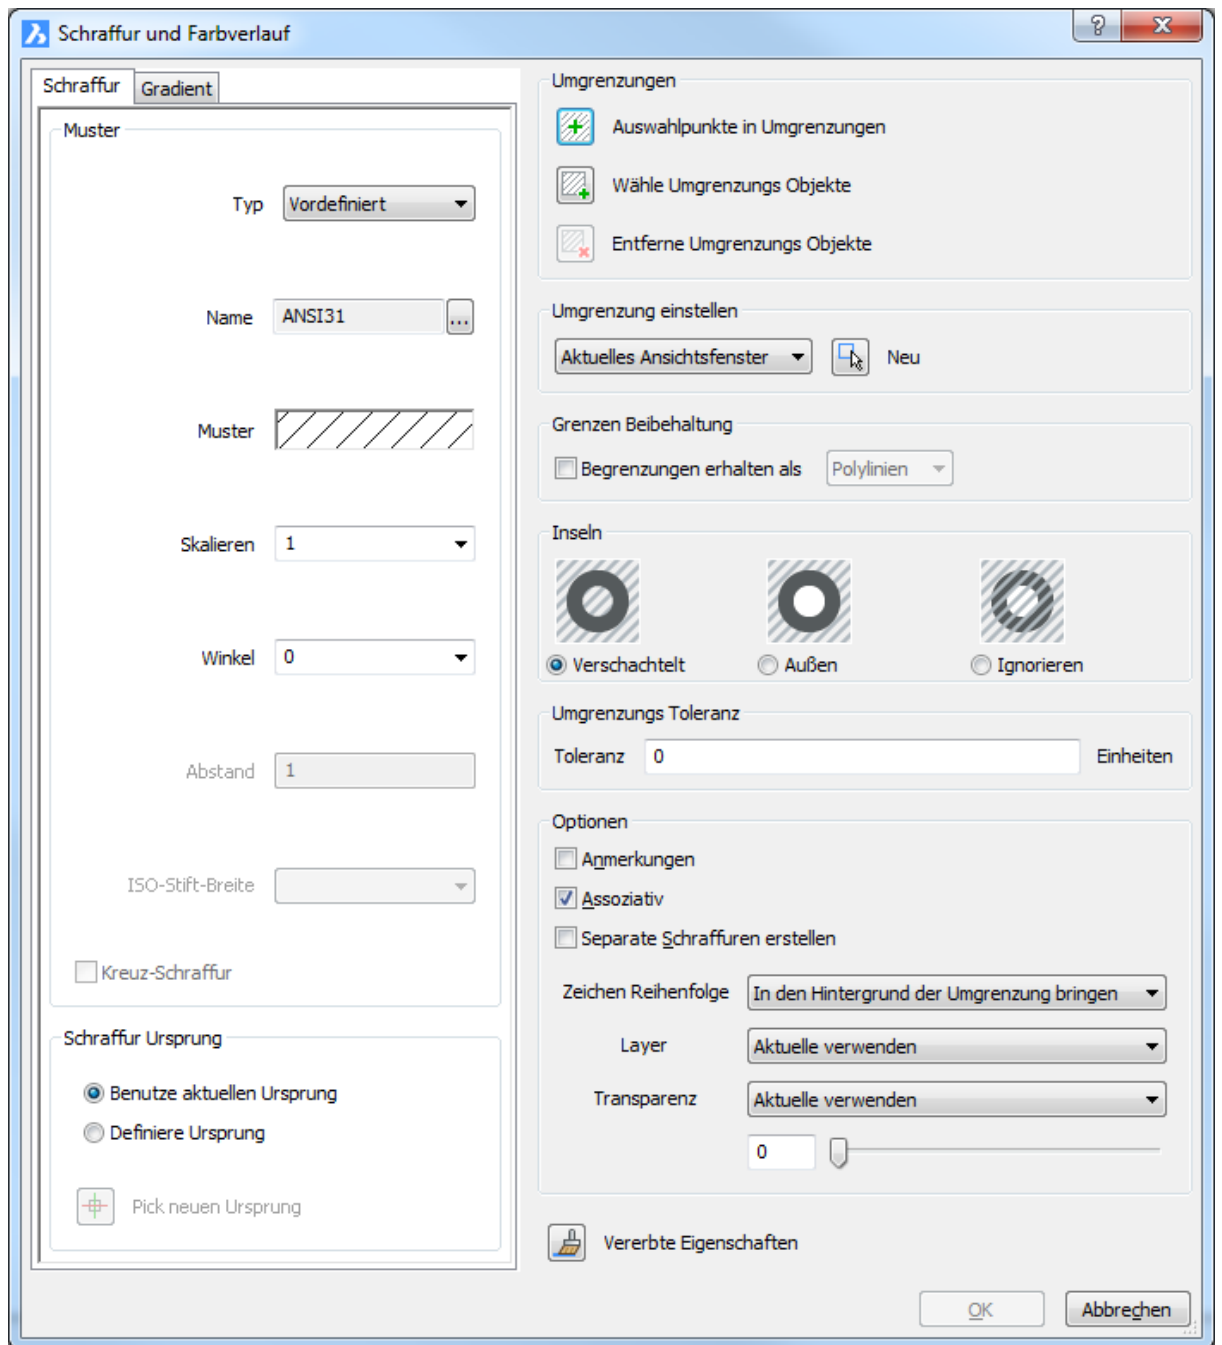 Schraffur und Farbverlauf
?
Schraffur
Gradient
Muster
Typ
Vordefiniert
Name
ANSI31
...
Muster
Skalieren
1
Winkel
0
Abstand
1
ISO-Stift-Breite
Kreuz-Schraffur
Schraffur Ursprung
Benutze aktuellen Ursprung
Definiere Ursprung
Pick neuen Ursprung
Umgrenzungen
Auswahlpunkte in Umgrenzungen
Wähle Umgrenzungs Objekte
Entferne Umgrenzungs Objekte
Umgrenzung einstellen
Aktuelles Ansichtsfenster
Neu
Grenzen Beibehaltung
Begrenzungen erhalten als
Polylinien
Inseln
Verschachtelt
Außen
Ignorieren
Umgrenzungs Toleranz
Toleranz
0
Einheiten
Optionen
Anmerkungen
Assoziativ
Separate Schraffuren erstellen
Zeichen Reihenfolge
In den Hintergrund der Umgrenzung bringen
Layer
Aktuelle verwenden
Transparenz
Aktuelle verwenden
0
Vererbte Eigenschaften
OK
Abbrechen